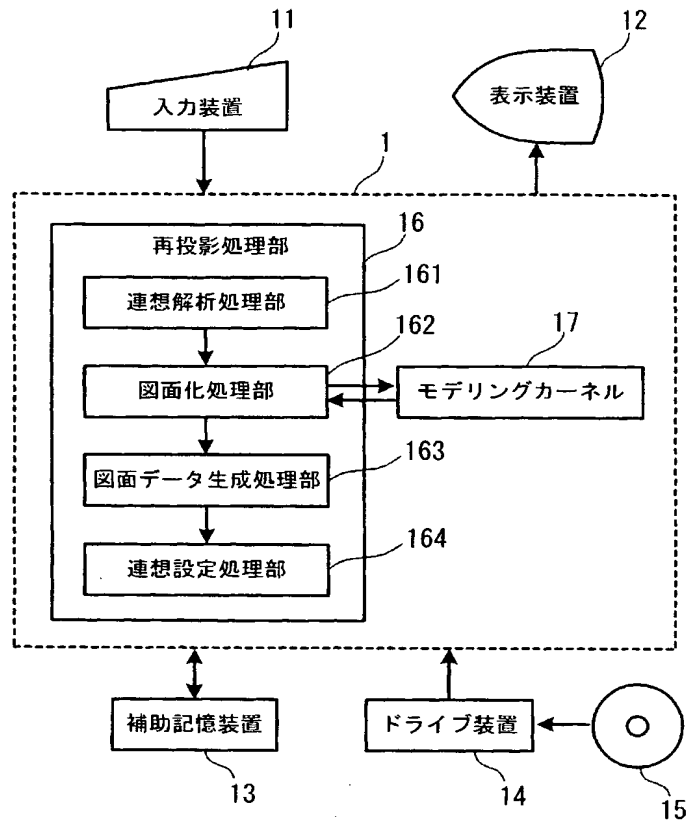 11
入力装置
12
表示装置
1
16
再投影処理部
161
連想解析処理部
162
図面化処理部
17
モデリングカーネル
163
図面データ生成処理部
164
連想設定処理部
補助記憶装置
13
ドライブ装置
14
15